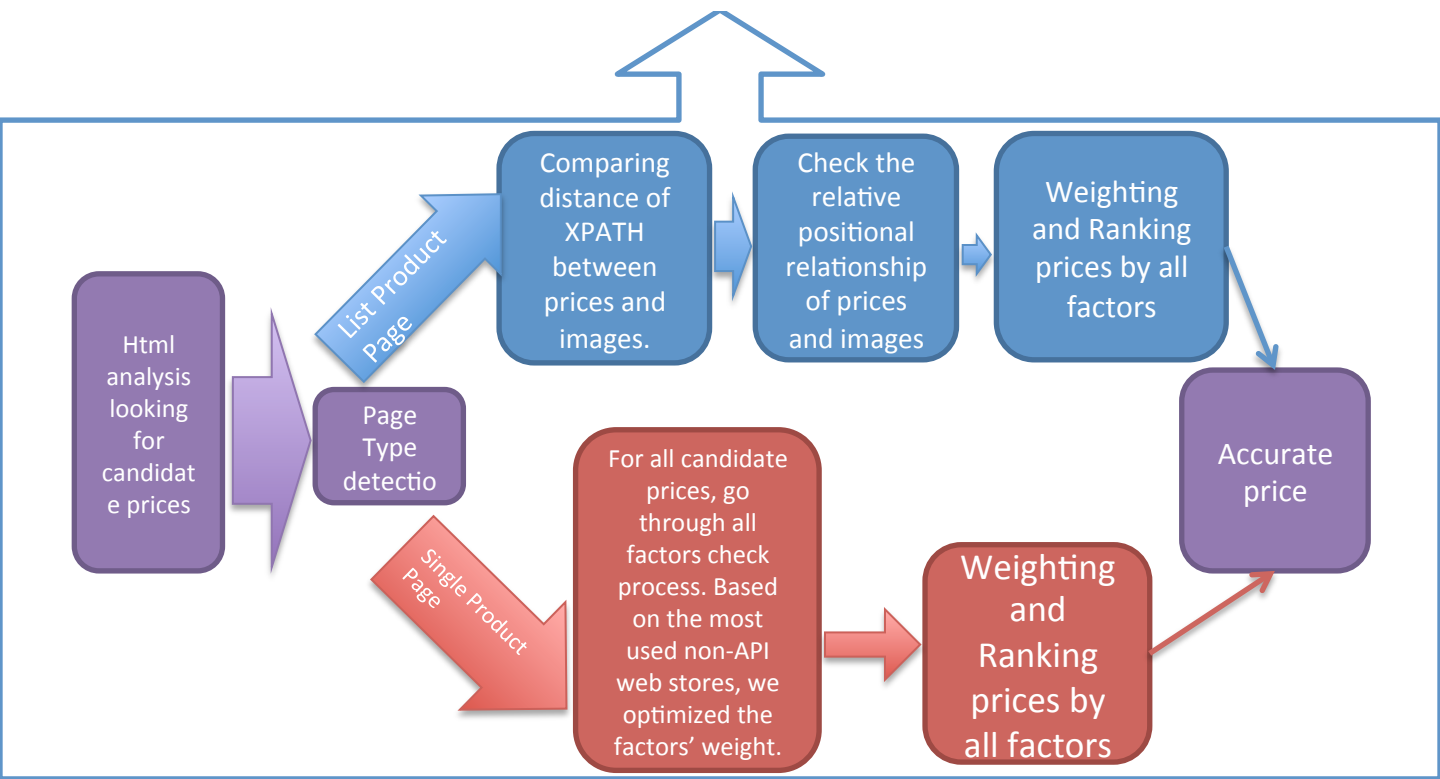 Html
analysis
looking
for
candidat
e prices
Page
Type
detectio
List Product
Page
Comparing
distance of
XPATH
between
prices and
images.
Check the
relative
positional
relationship
of prices
and images
Weighting
and Ranking
prices by all
factors
Single Product
Page
For all candidate
prices, go
through all
factors check
process. Based
on the most
used non-API
web stores, we
optimized the
factors’ weight.
Weighting
and
Ranking
prices by
all factors
Accurate
price